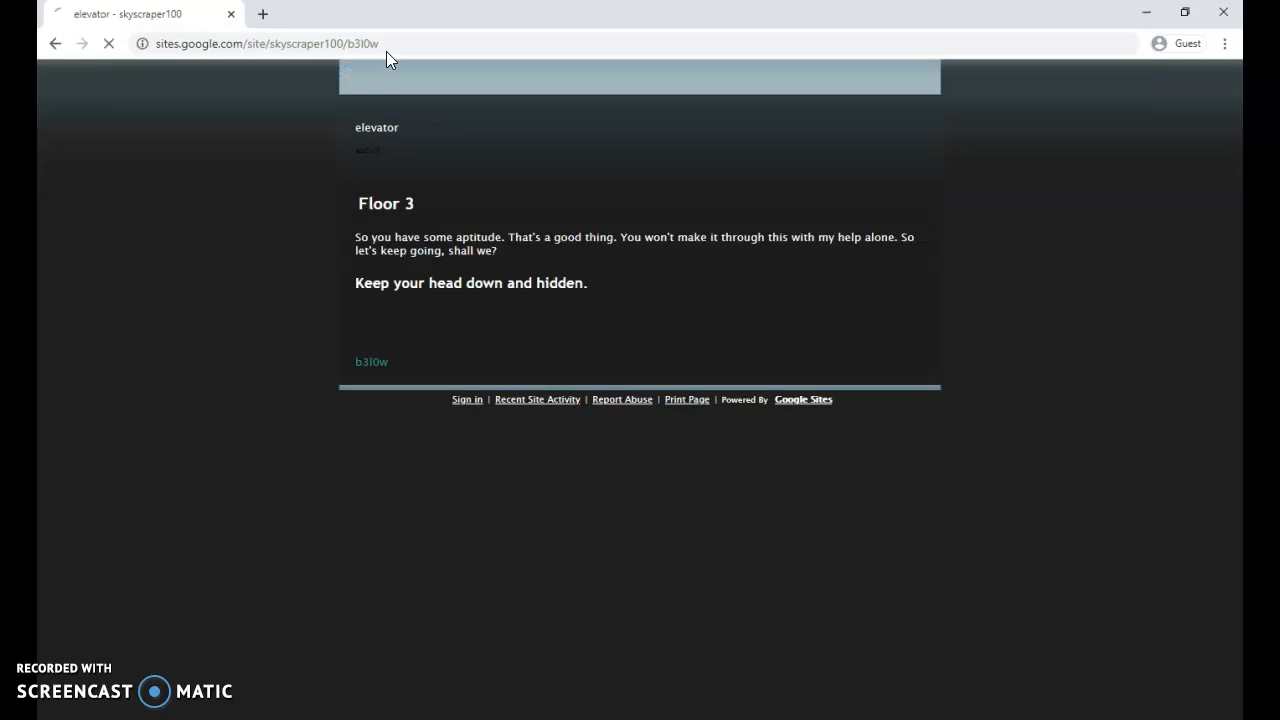 elevator - skyscraper100
sites.google.com/site/skyscraper100/b3l0w
Guest
elevator
Floor 3
So you have some aptitude. That's a good thing. You won't make it through this with my help alone. So
let's keep going, shall we?
Keep your head down and hidden.
b3l0w
Sign in | Recent Site Activity | Report Abuse | Print Page | Powered By Google Sites
RECORDED WITH
SCREENCAST MATIC